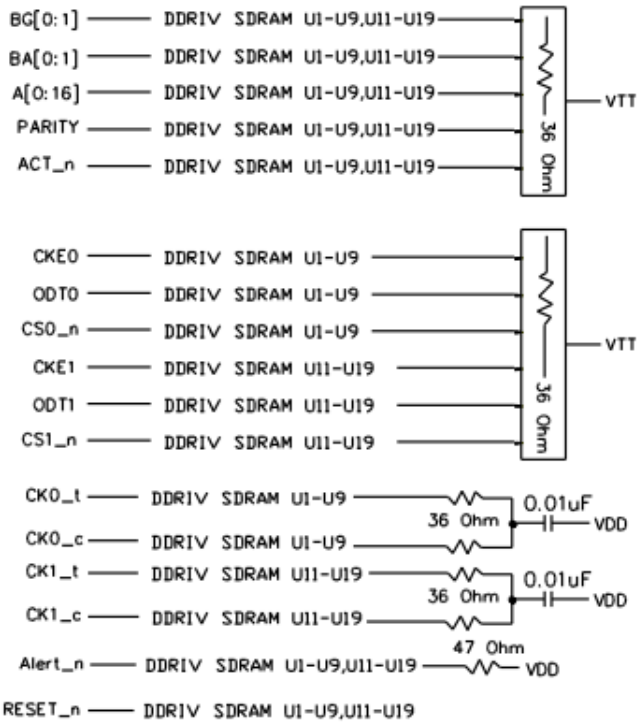 BG[0:1] DDRIV SDRAM U1-U9,U11-U19
BA[0:1] DDRIV SDRAM U1-U9,U11-U19
A[0:16] DDRIV SDRAM U1-U9,U11-U19
VTT
PARITY DDRIV SDRAM U1-U9,U11-U19
ACT_n DDRIV SDRAM U1-U9,U11-U19
36 Ohm
CKE0 DDRIV SDRAM U1-U9
ODT0 DDRIV SDRAM U1-U9
CS0_n DDRIV SDRAM U1-U9
VTT
CKE1 DDRIV SDRAM U11-U19
ODT1 DDRIV SDRAM U11-U19
CS1_n DDRIV SDRAM U11-U19
36 Ohm
CK0_t DDRIV SDRAM U1-U9
0.01uF
36 Ohm
VDD
CK0_c DDRIV SDRAM U1-U9
CK1_t DDRIV SDRAM U11-U19
0.01uF
36 Ohm
VDD
CK1_c DDRIV SDRAM U11-U19
47 Ohm
Alert_n DDRIV SDRAM U1-U9,U11-U19 VDD
RESET_n DDRIV SDRAM U1-U9,U11-U19